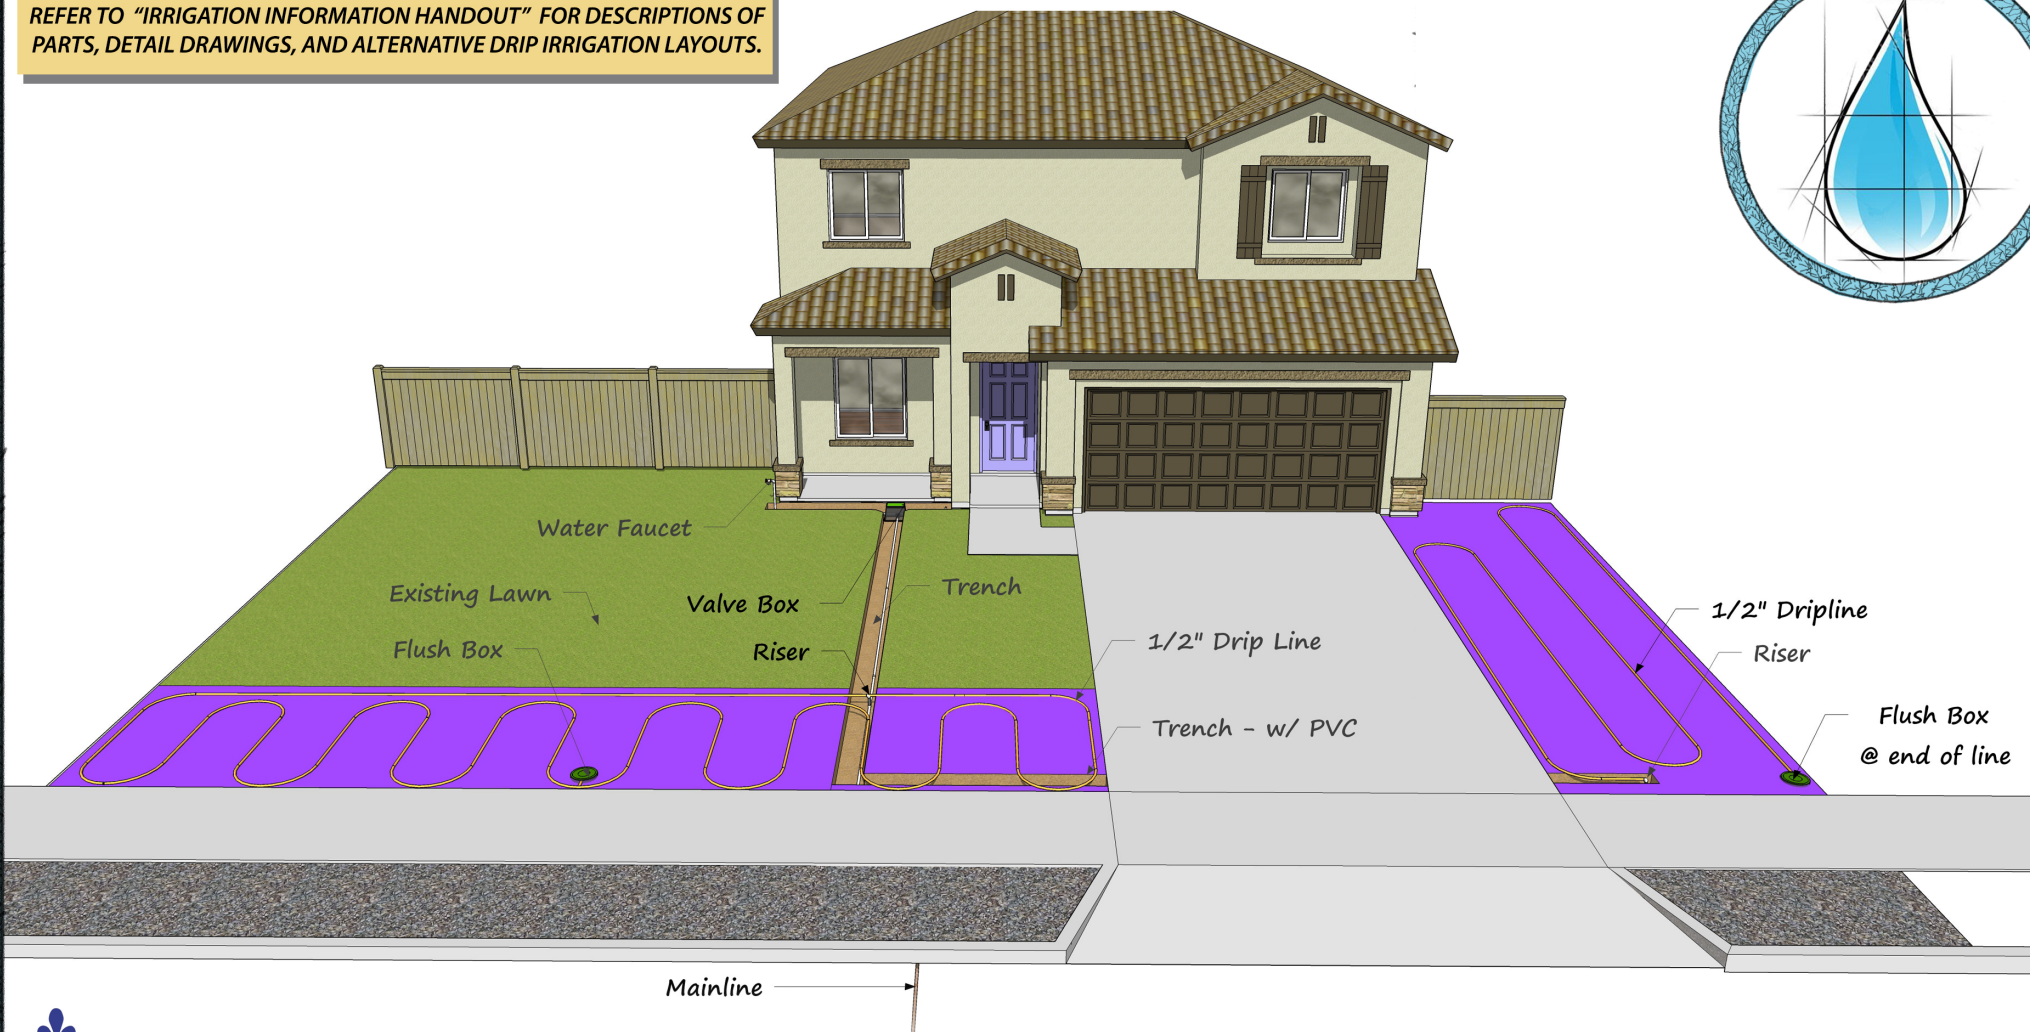 REFER TO “IRRIGATION INFORMATION HANDOUT” FOR DESCRIPTIONS OF
PARTS, DETAIL DRAWINGS, AND ALTERNATIVE DRIP IRRIGATION LAYOUTS.
Water Faucet
Existing Lawn
Valve Box
Trench
Flush Box
Riser
1/2" Drip Line
Trench - w/ PVC
1/2" Dripline
Riser
Flush Box
@ end of line
Mainline